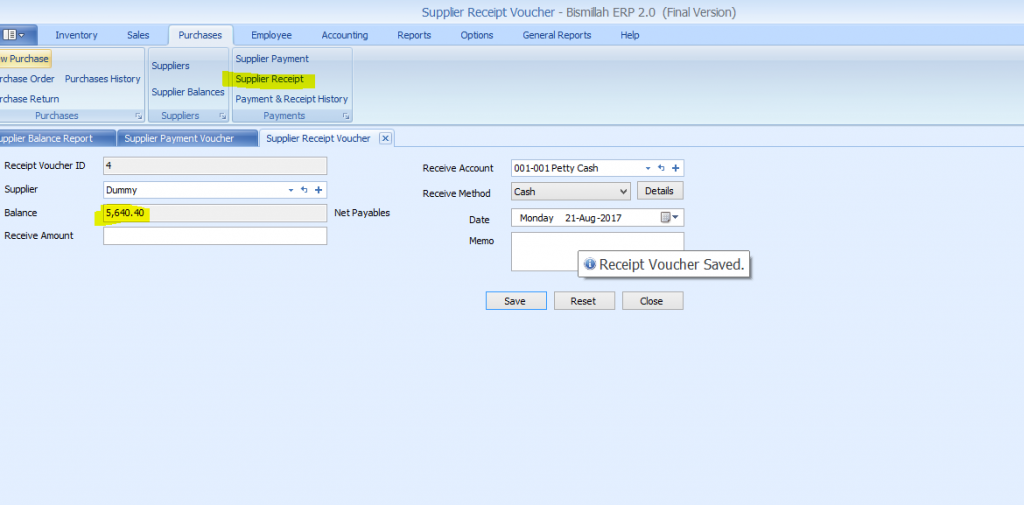 Supplier Receipt Voucher - Bismillah ERP 2.0 (Final Version)
Inventory Sales Purchases Employee Accounting Reports Options General Reports Help
w Purchase
rchase Order Purchases History
rchase Return
Purchases
Suppliers
Supplier Balances
Suppliers
Supplier Payment
Supplier Receipt
Payment & Receipt History
Payments
upplier Balance Report Supplier Payment Voucher Supplier Receipt Voucher
Receipt Voucher ID 4
Supplier Dummy
Balance 5,640.40 Net Payables
Receive Amount
Receive Account 001-001 Petty Cash
Receive Method Cash Details
Date Monday 21-Aug-2017
Memo
Receipt Voucher Saved.
Save Reset Close